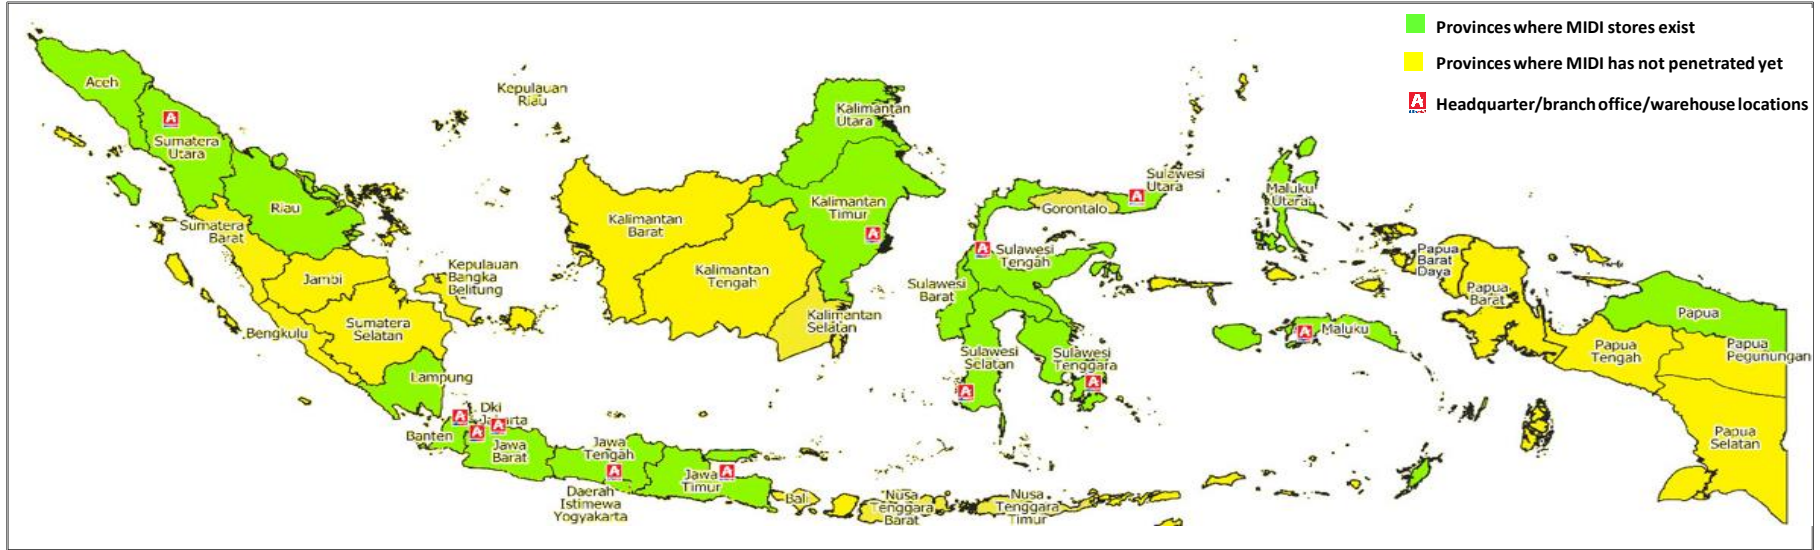 Provinces where MIDI stores exist
Provinces where MIDI has not penetrated yet
A
Headquarter/branch office/warehouse locations
Aceh
A
Sumatera
Utara
Kepulauan
Riau
Kalimantan
Utara
Riau
Sumatera
Barat
Jambi
Kepulauan
Bangka
Belitung
Bengkulu
Sumatera
Selatan
Lampung
Kalimantan
Barat
Kalimantan
Tengah
Kalimantan
Timur
A
Kalimantan
Selatan
A
Sulawesi
Utara
Gorontalo
A
Sulawesi
Tengah
Sulawesi
Barat
Sulawesi
Selatan
A
Sulawesi
Tenggara
A
Maluku
Utara
A
Maluku
Papua
Barat
Daya
Papua
Barat
Papua
Papua
Tengah
Papua
Pegunungan
Papua
Selatan
A
Dki
Jakarta
A
A
Banten
Jawa
Barat
Jawa
Tengah
A
Daerah
Istimewa
Yogyakarta
Jawa
Timur
A
Bali
Nusa
Tenggara
Barat
Nusa
Tenggara
Timur